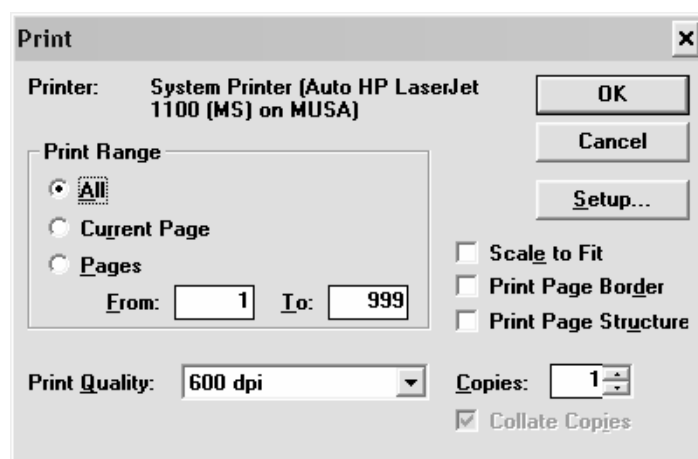 Print
Printer: System Printer (Auto HP LaserJet
1100 (MS) on MUSA)
OK
Cancel
Setup...
Print Range
All
Current Page
Pages
From: 1 To: 999
Scale to Fit
Print Page Border
Print Page Structure
Print Quality: 600 dpi
Copies: 1
Collate Copies